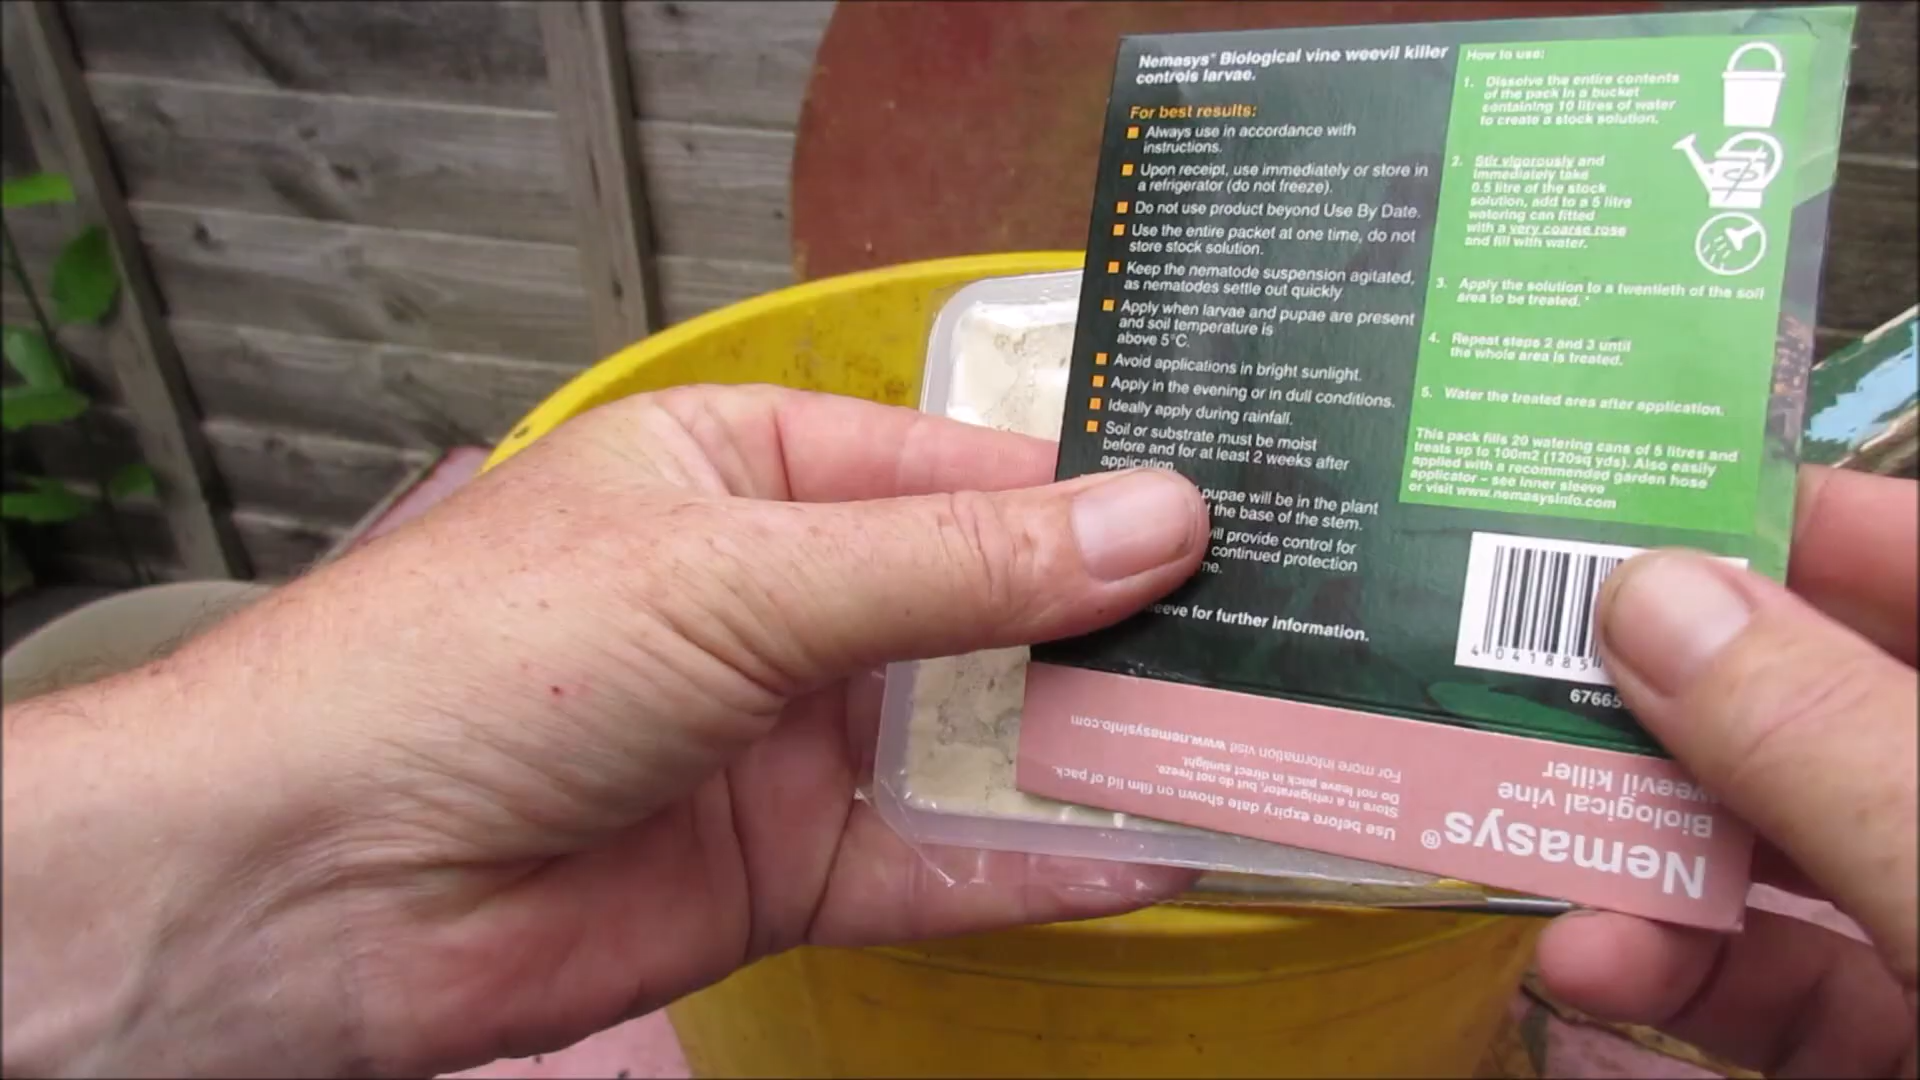 Nemasys® Biological vine weevil killer
controls larvae.
For best results:
Always use in accordance with
instructions.
Upon receipt, use immediately or store in
a refrigerator (do not freeze).
Do not use product beyond Use By Date.
Use the entire packet at one time, do not
store stock solution.
Keep the nematode suspension agitated,
as nematodes settle out quickly
Apply when larvae and pupae are present
and soil temperature is
above 5°C.
Avoid applications in bright sunlight.
Apply in the evening or in dull conditions.
Ideally apply during rainfall.
Soil or substrate must be moist
before and for at least 2 weeks after
application.
pupae will be in the plant
the base of the stem.
will provide control for
continued protection
for further information.
How to use:
1. Dissolve the entire contents
of the pack in a bucket
containing 10 litres of water
to create a stock solution.
2. Stir vigorously and
immediately take
0.5 litre of the stock
solution, add to a 5 litre
watering can fitted
with a very coarse rose
and fill with water.
3. Apply the solution to a twentieth of the soil
area to be treated. *
4. Repeat steps 2 and 3 until
the whole area is treated.
5. Water the treated area after application.
This pack fills 20 watering cans of 5 litres and
treats up to 100m2 (120sq yds). Also easily
applied with a recommended garden hose
applicator – see inner sleeve
or visit www.nemasysinfo.com
4 041885
67665
Nemasys®
Biological vine
weevil killer
Use before expiry date shown on film lid of pack.
Store in a refrigerator, but do not freeze.
Do not leave pack in direct sunlight.
For more information visit www.nemasysinfo.com